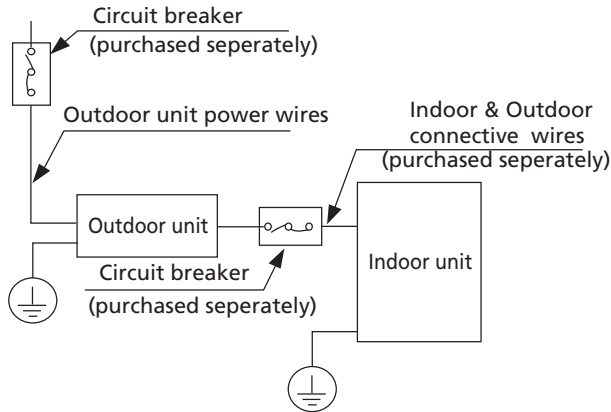 Circuit breaker
(purchased seperately)
Outdoor unit power wires
Indoor & Outdoor
connective wires
(purchased seperately)
Outdoor unit
Circuit breaker
(purchased seperately)
Indoor unit